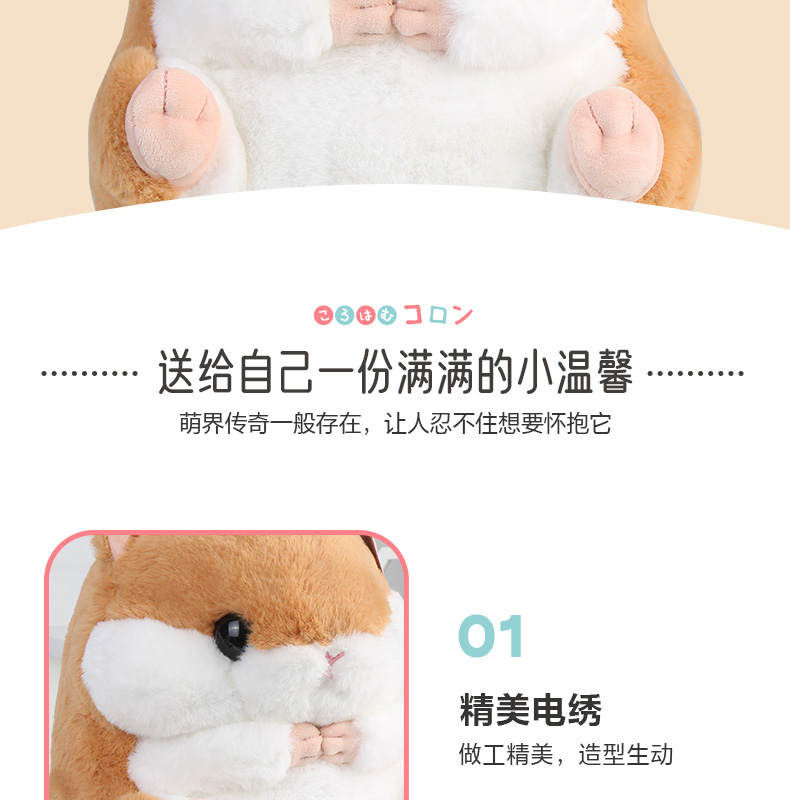 ころはむコロン
送给自己一份满满的小温馨
萌界传奇一般存在，让人忍不住想要怀抱它
01
精美电绣
做工精美，造型生动